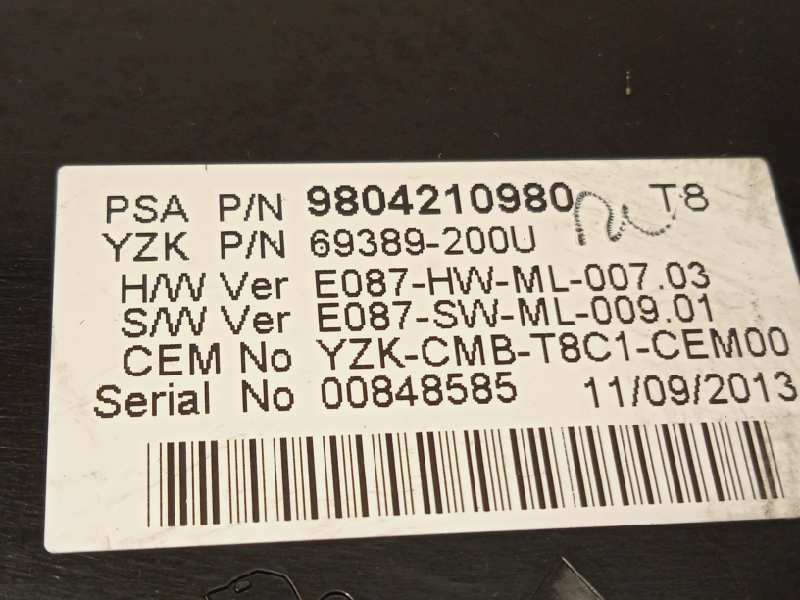 PSA P/N 9804210980 T8
YZK P/N 69389-200U
H/W Ver E087-HW-ML-007.03
S/W Ver E087-SW-ML-009.01
CEM No YZK-CMB-T8C1-CEM00
Serial No 00848585 11/09/2013